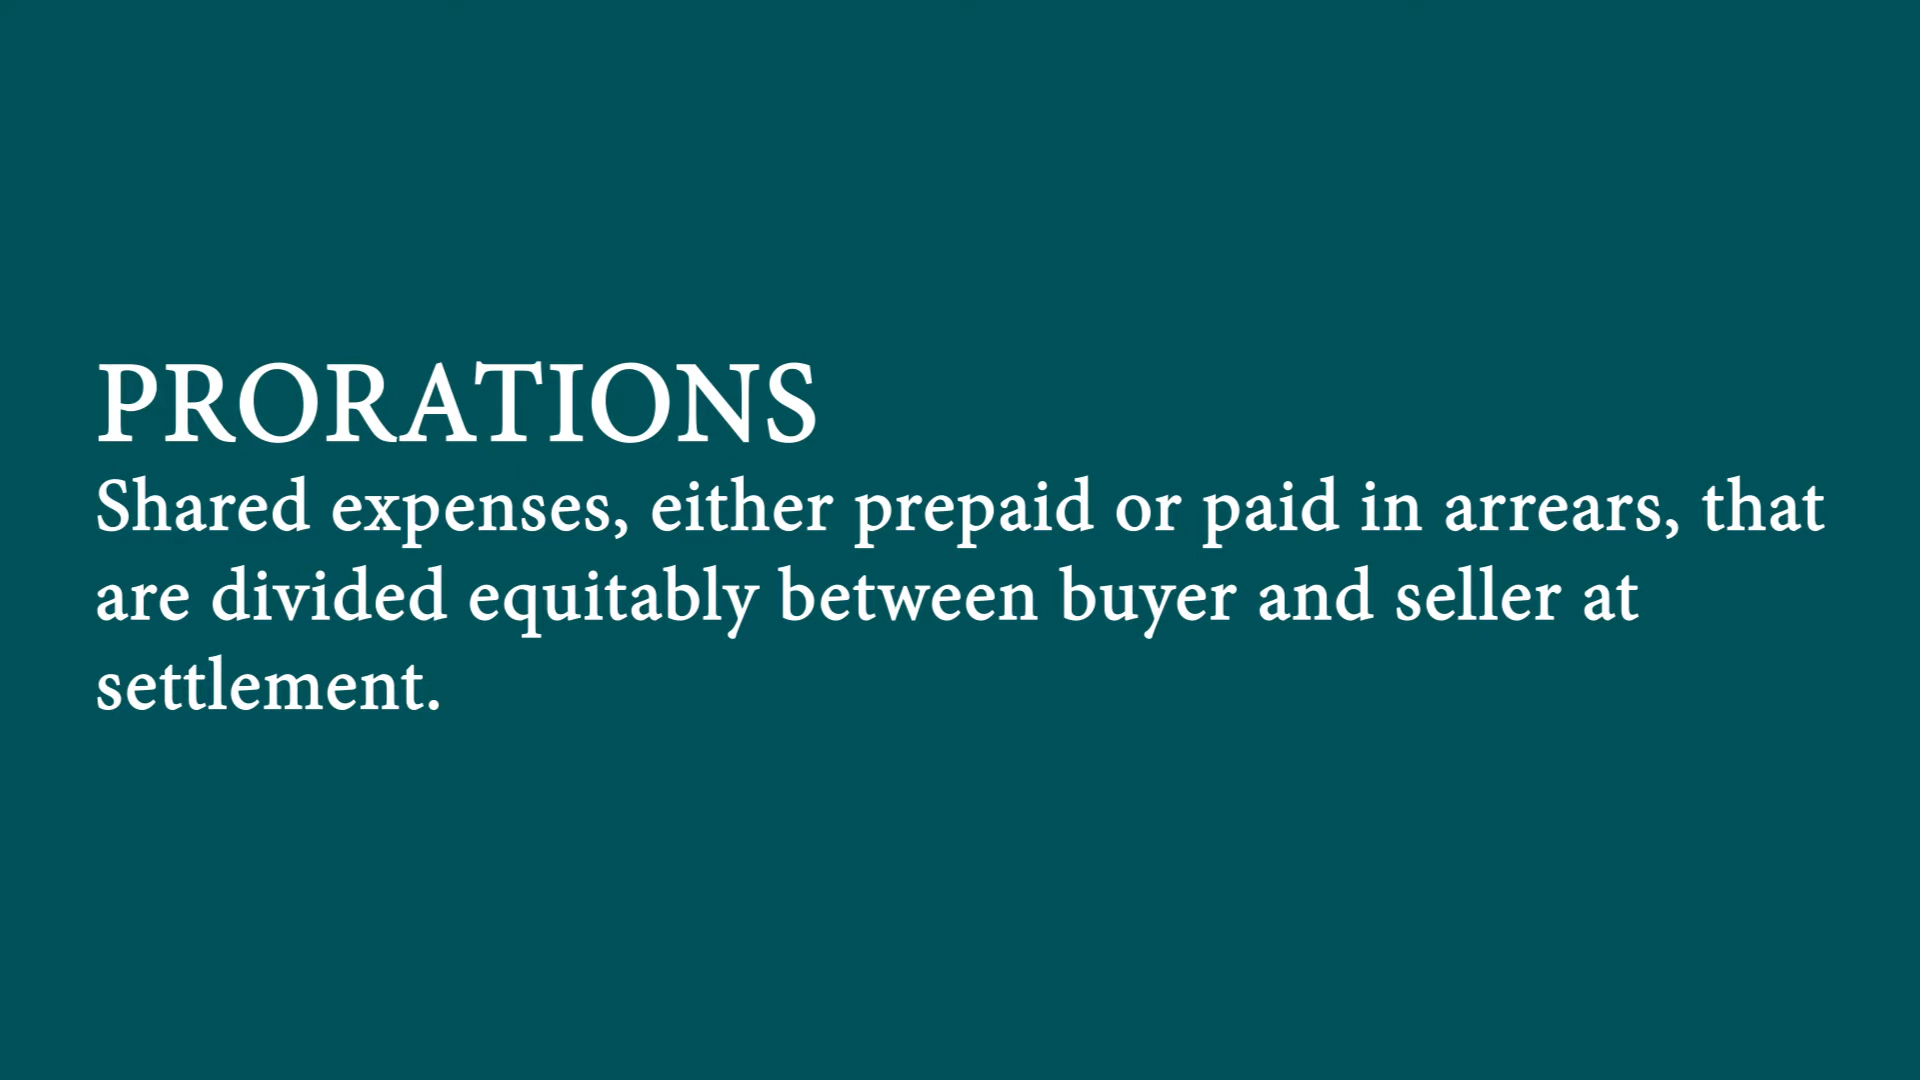 PRORATIONS
Shared expenses, either prepaid or paid in arrears, that
are divided equitably between buyer and seller at
settlement.